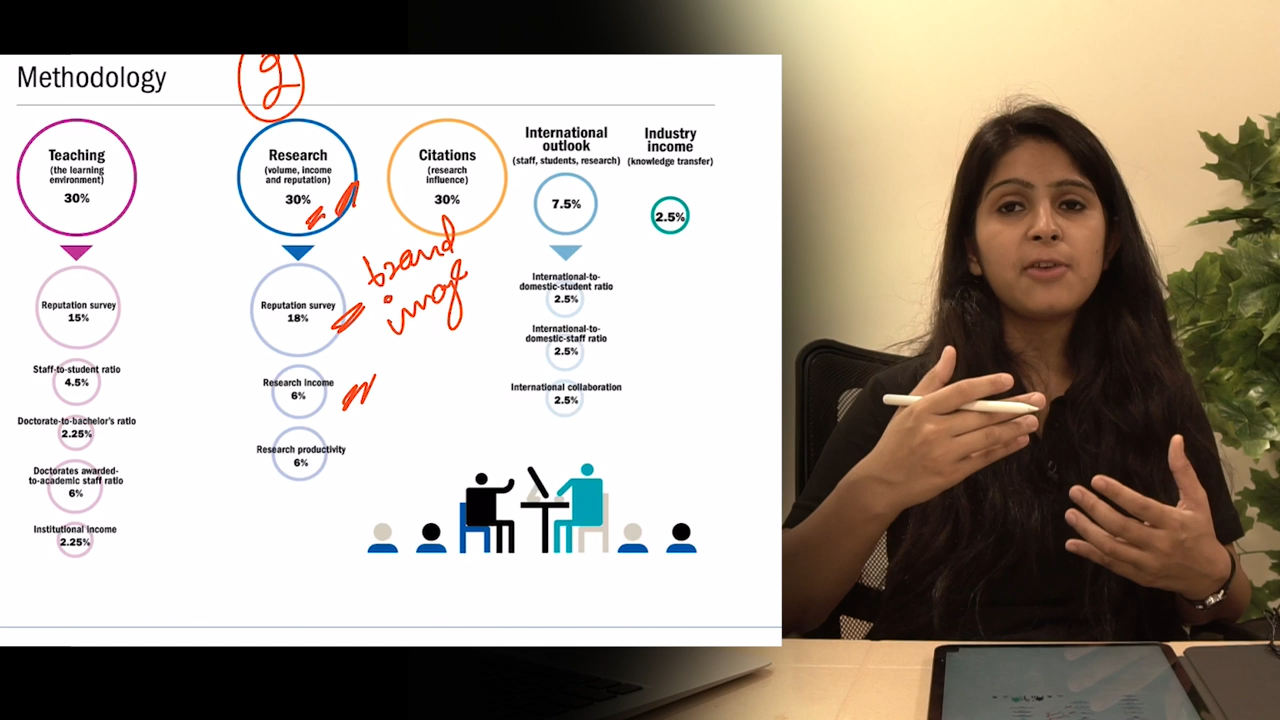 Methodology
2
Teaching
(the learning
environment)
30%
Reputation survey
15%
Staff-to-student ratio
4.5%
Doctorate-to-bachelor's ratio
2.25%
Doctorates awarded-
to-academic staff ratio
6%
Institutional income
2.25%
Research
(volume, income
and reputation)
30%
Reputation survey
18%
Research income
6%
Research productivity
6%
Citations
(research
influence)
30%
brand
image
International
outlook
(staff, students, research)
7.5%
International-to-
domestic-student ratio
2.5%
International-to-
domestic-staff ratio
2.5%
International collaboration
2.5%
Industry
income
(knowledge transfer)
2.5%